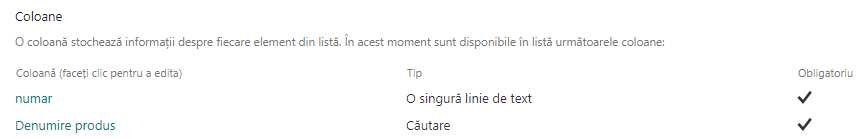 Coloane
O coloană stochează informații despre fiecare element din listă. În acest moment sunt disponibile în listă următoarele coloane:
Coloană (faceți clic pentru a edita) Tip Obligatoriu
numar O singură linie de text
Denumire produs Căutare